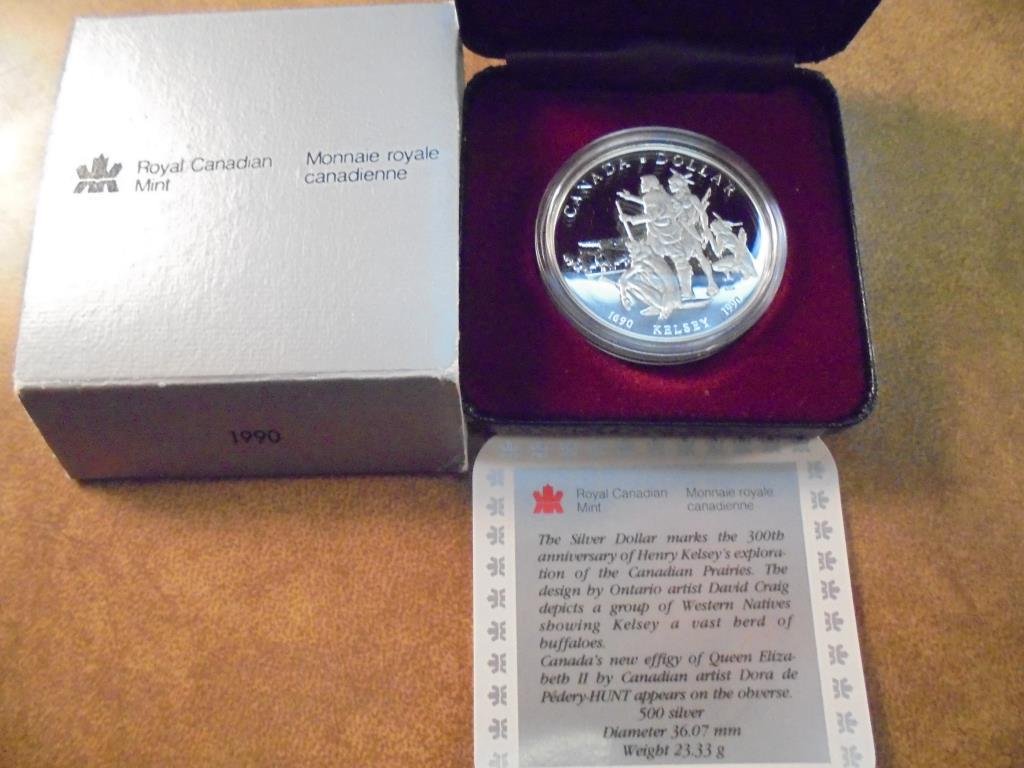 Royal Canadian
Mint
Monnaie royale
canadienne
1990
CANADA DOLLAR
1690 KELSEY 1990
Royal Canadian
Mint
Monnaie royale
canadienne
The Silver Dollar marks the 300th
anniversary of Henry Kelsey's explora-
tion of the Canadian Prairies. The
design by Ontario artist David Craig
depicts a group of Western Natives
showing Kelsey a vast herd of
buffaloes.
Canada's new effigy of Queen Eliza-
beth II by Canadian artist Dora de
Pédery-HUNT appears on the obverse.
500 silver
Diameter 36.07 mm
Weight 23.33 g